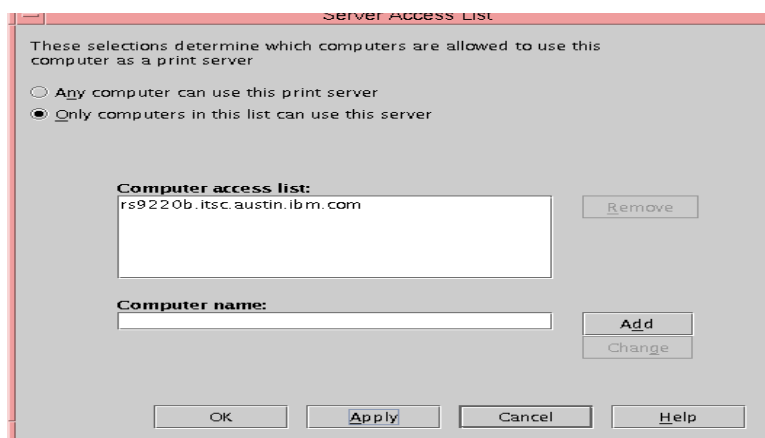 Server Access List
These selections determine which computers are allowed to use this
computer as a print server
Any computer can use this print server
Only computers in this list can use this server
Computer access list:
rs9220b.itsc.austin.ibm.com
Remove
Computer name:
Add
Change
OK
Apply
Cancel
Help